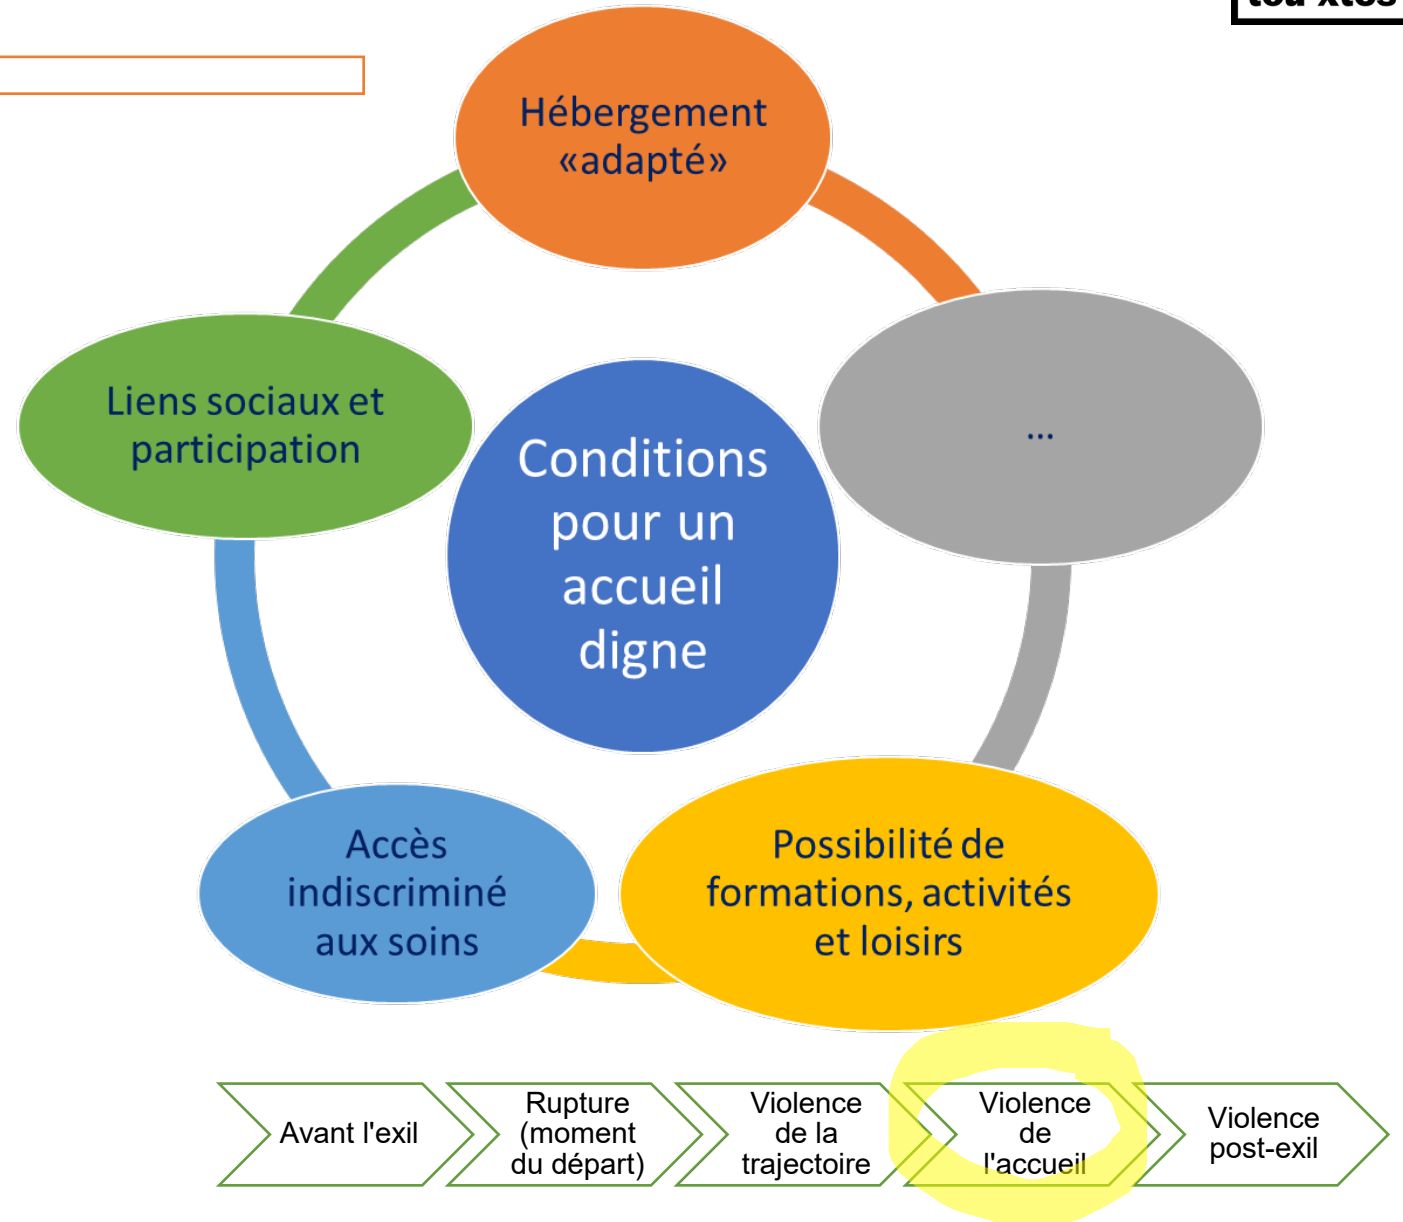 Hébergement
«adapté»
Liens sociaux et
participation
...
Conditions
pour un
accueil
digne
Accès
indiscriminé
aux soins
Possibilité de
formations, activités
et loisirs
Avant l'exil
Rupture
(moment
du départ)
Violence
de la
trajectoire
Violence
de
l'accueil
Violence
post-exil